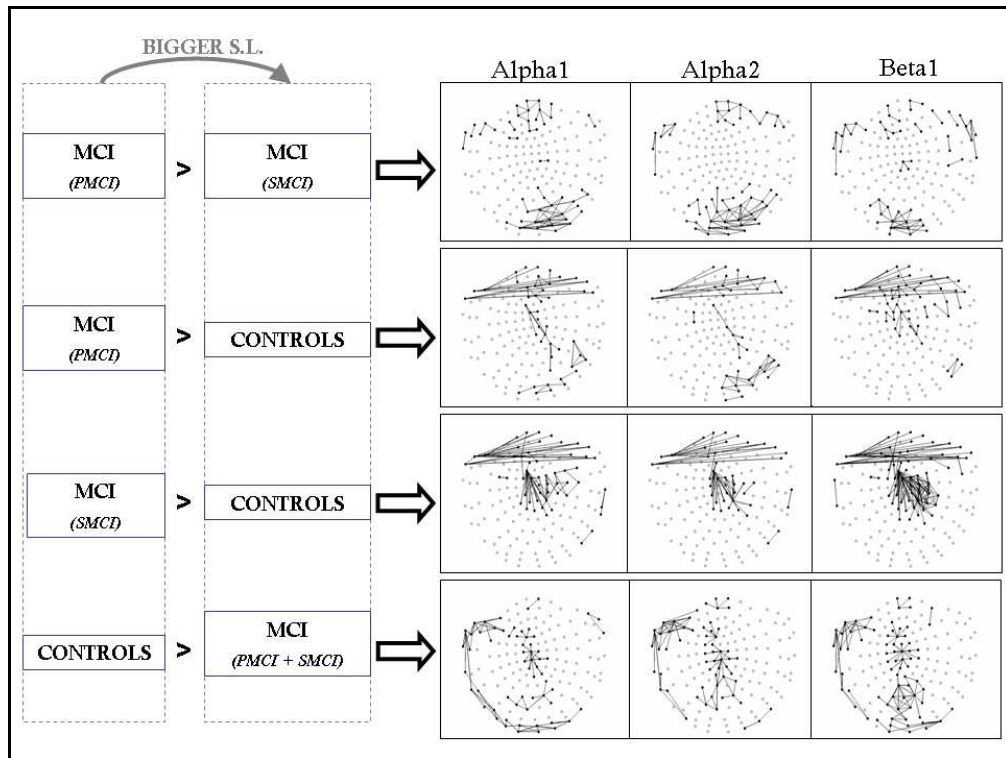 BIGGER S.L.
Alpha1 Alpha2 Beta1
MCI > MCI
(PMCI) (SMCI)
MCI > CONTROLS
(PMCI)
MCI > CONTROLS
(SMCI)
CONTROLS > MCI
(PMCI + SMCI)